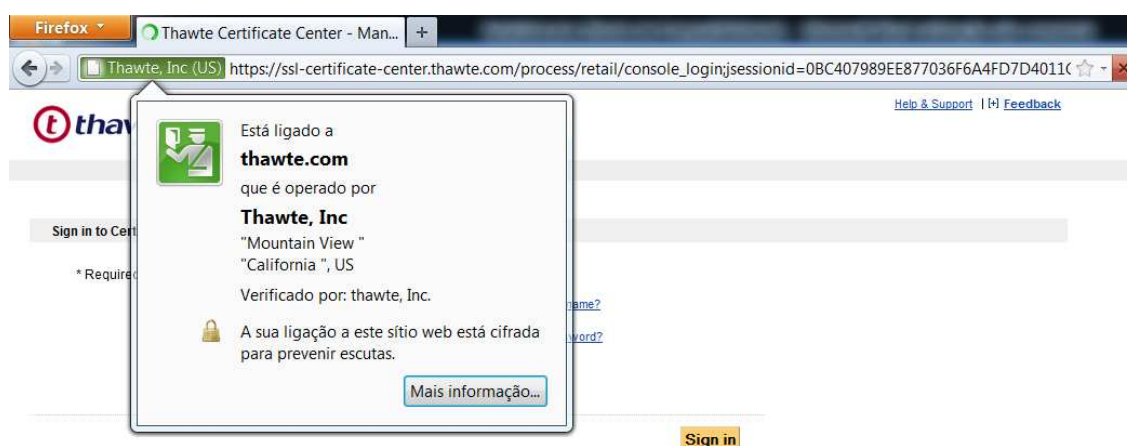 Firefox
Thawte Certificate Center - Man...
+
Thawte, Inc (US) https://ssl-certificate-center.thawte.com/process/retail/console_login;jsessionid=0BC407989EE877036F6A4FD7D4011
Help & Support | [+] Feedback
Está ligado a
thawte.com
que é operado por
Thawte, Inc
"Mountain View "
"California ", US
Verificado por: thawte, Inc.
A sua ligação a este sítio web está cifrada
para prevenir escutas.
Mais informação...
Sign in to
* Require
name?
word?
Sign in